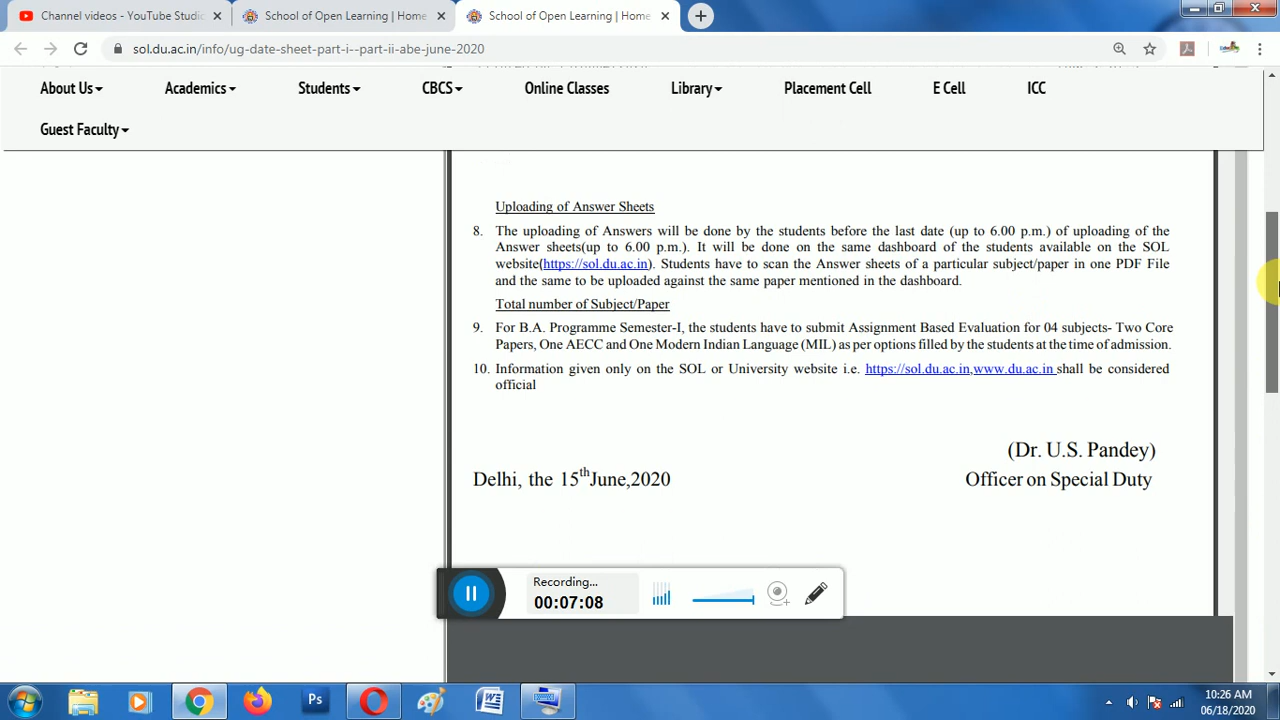 Channel videos - YouTube Studio
School of Open Learning | Home
School of Open Learning | Home
sol.du.ac.in/info/ug-date-sheet-part-i--part-ii-abe-june-2020
About Us
Academics
Students
CBCS
Online Classes
Library
Placement Cell
E Cell
ICC
Guest Faculty
Uploading of Answer Sheets
8. The uploading of Answers will be done by the students before the last date (up to 6.00 p.m.) of uploading of the
Answer sheets(up to 6.00 p.m.). It will be done on the same dashboard of the students available on the SOL
website(https://sol.du.ac.in). Students have to scan the Answer sheets of a particular subject/paper in one PDF File
and the same to be uploaded against the same paper mentioned in the dashboard.
Total number of Subject/Paper
9. For B.A. Programme Semester-I, the students have to submit Assignment Based Evaluation for 04 subjects- Two Core
Papers, One AECC and One Modern Indian Language (MIL) as per options filled by the students at the time of admission.
10. Information given only on the SOL or University website i.e. https://sol.du.ac.in,www.du.ac.in shall be considered
official
(Dr. U.S. Pandey)
Delhi, the 15th June,2020
Officer on Special Duty
Recording...
00:07:08
Ps
10:26 AM
06/18/2020